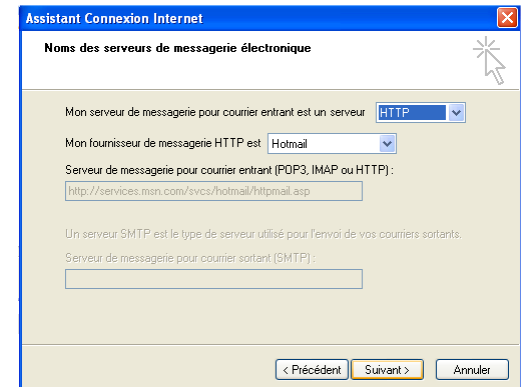 Assistant Connexion Internet
Noms des serveurs de messagerie électronique
Mon serveur de messagerie pour courrier entrant est un serveur HTTP
Mon fournisseur de messagerie HTTP est Hotmail
Serveur de messagerie pour courrier entrant (POP3, IMAP ou HTTP) :
http://services.msn.com/svcs/hotmail/httpmail.asp
Un serveur SMTP est le type de serveur utilisé pour l'envoi de vos courriers sortants.
Serveur de messagerie pour courrier sortant (SMTP) :
< Précédent Suivant > Annuler